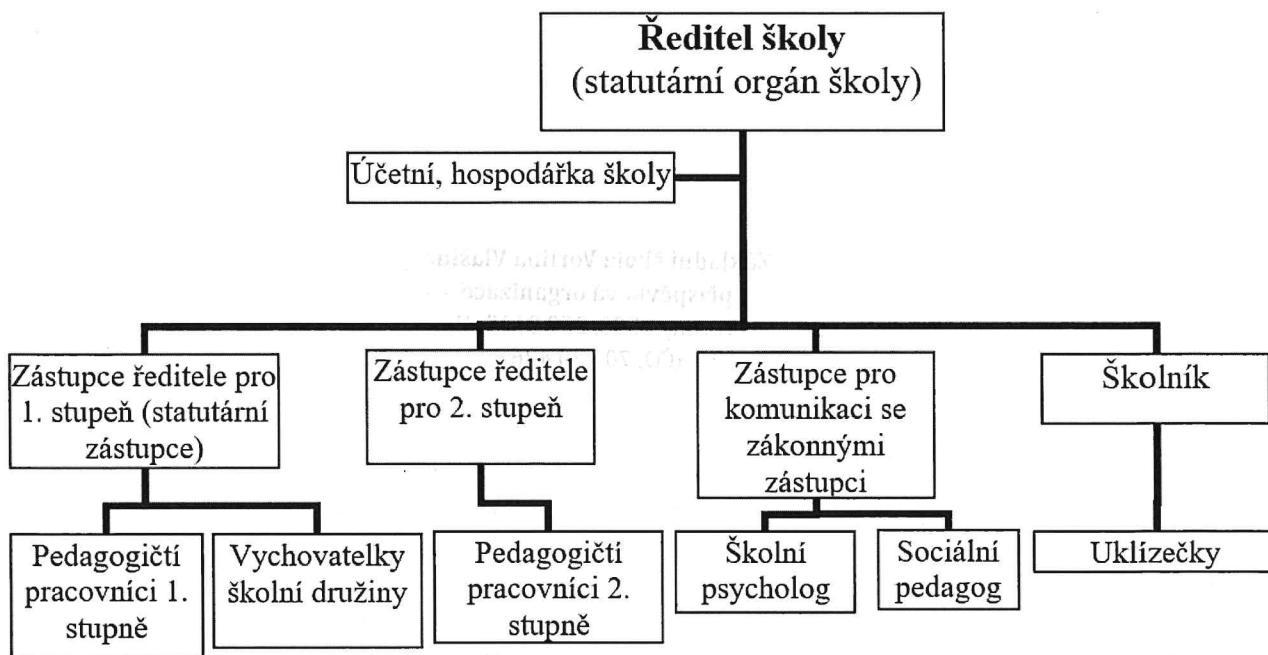 Ředitel školy
(statutární orgán školy)
Účetní, hospodářka školy
Zástupce ředitele pro
1. stupeň (statutární
zástupce)
Zástupce ředitele
pro 2. stupeň
Zástupce pro
komunikaci se
zákonnými
zástupci
Školník
Pedagogičtí
pracovníci 1.
stupně
Vychovatelky
školní družiny
Pedagogičtí
pracovníci 2.
stupně
Školní
psycholog
Sociální
pedagog
Uklízečky